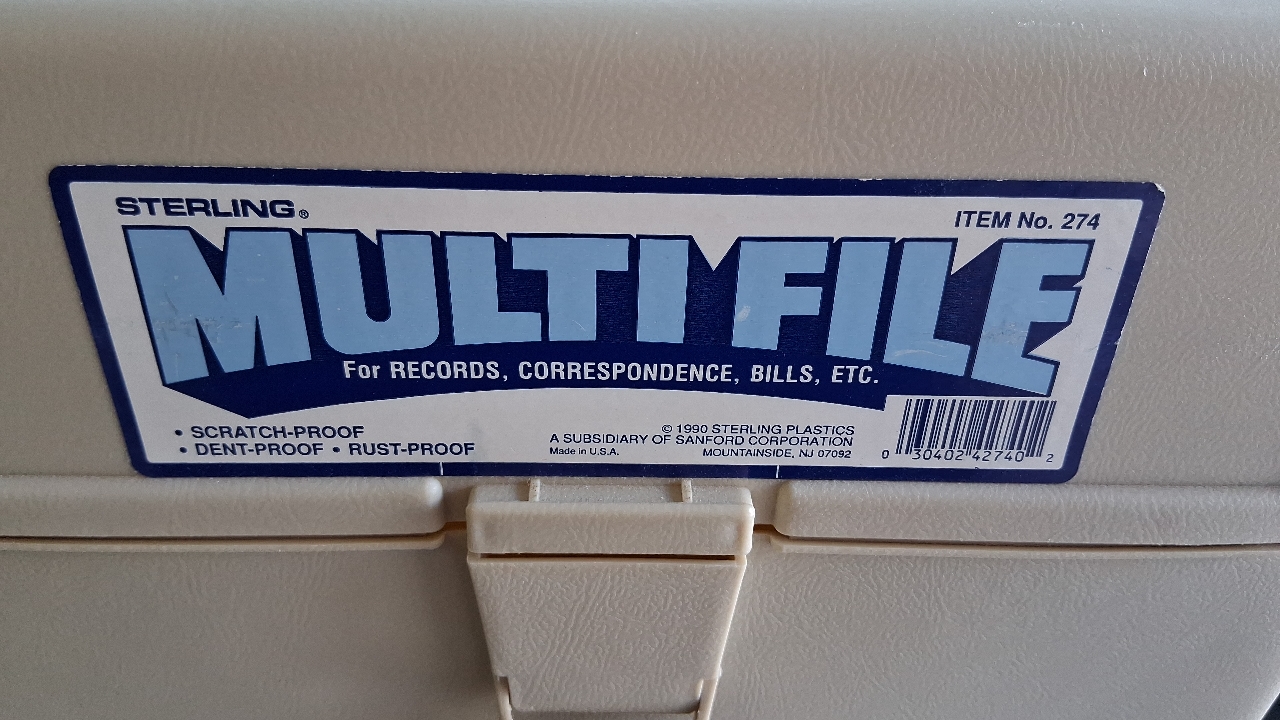 STERLING®
ITEM No. 274
MULTI FILE
For RECORDS, CORRESPONDENCE, BILLS, ETC.
• SCRATCH-PROOF
• DENT-PROOF • RUST-PROOF
© 1990 STERLING PLASTICS
A SUBSIDIARY OF SANFORD CORPORATION
Made in U.S.A. MOUNTAINSIDE, NJ 07092
0 30402 42740 2